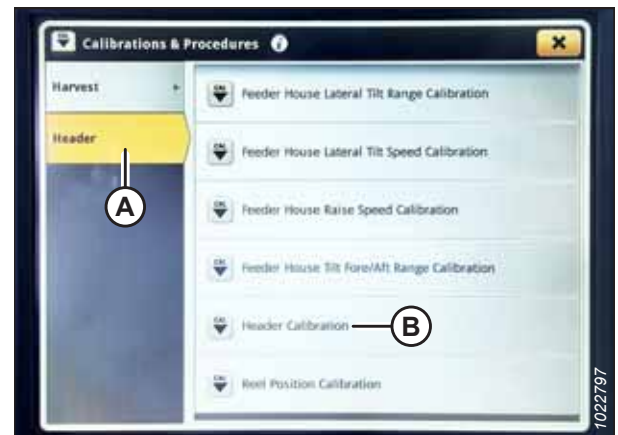 Calibrations & Procedures i
Harvest
Header
A
Feeder House Lateral Tilt Range Calibration
Feeder House Lateral Tilt Speed Calibration
Feeder House Raise Speed Calibration
Feeder House Tilt Fore/Aft Range Calibration
Header Calibration
B
Reel Position Calibration
1022797